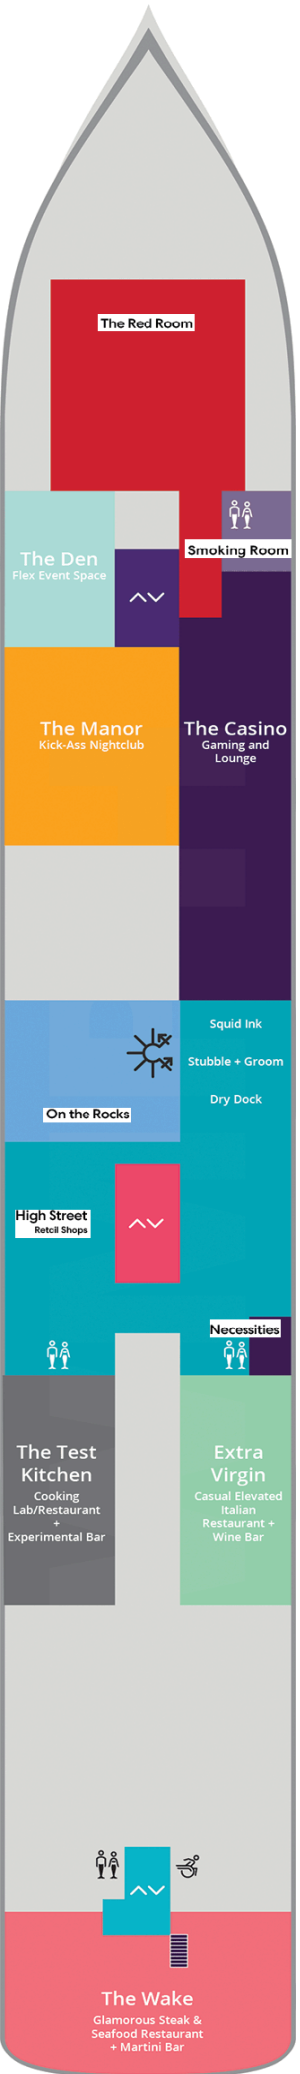 The Red Room
Smoking Room
The Den
Flex Event Space
The Manor
Kick-Ass Nightclub
The Casino
Gaming and
Lounge
Squid Ink
Stubble + Groom
Dry Dock
On the Rocks
High Street
Retcil Shops
Necessities
The Test
Kitchen
Cooking
Lab/Restaurant
+
Experimental Bar
Extra
Virgin
Casual Elevated
Italian
Restaurant +
Wine Bar
The Wake
Glamorous Steak &
Seafood Restaurant
+ Martini Bar